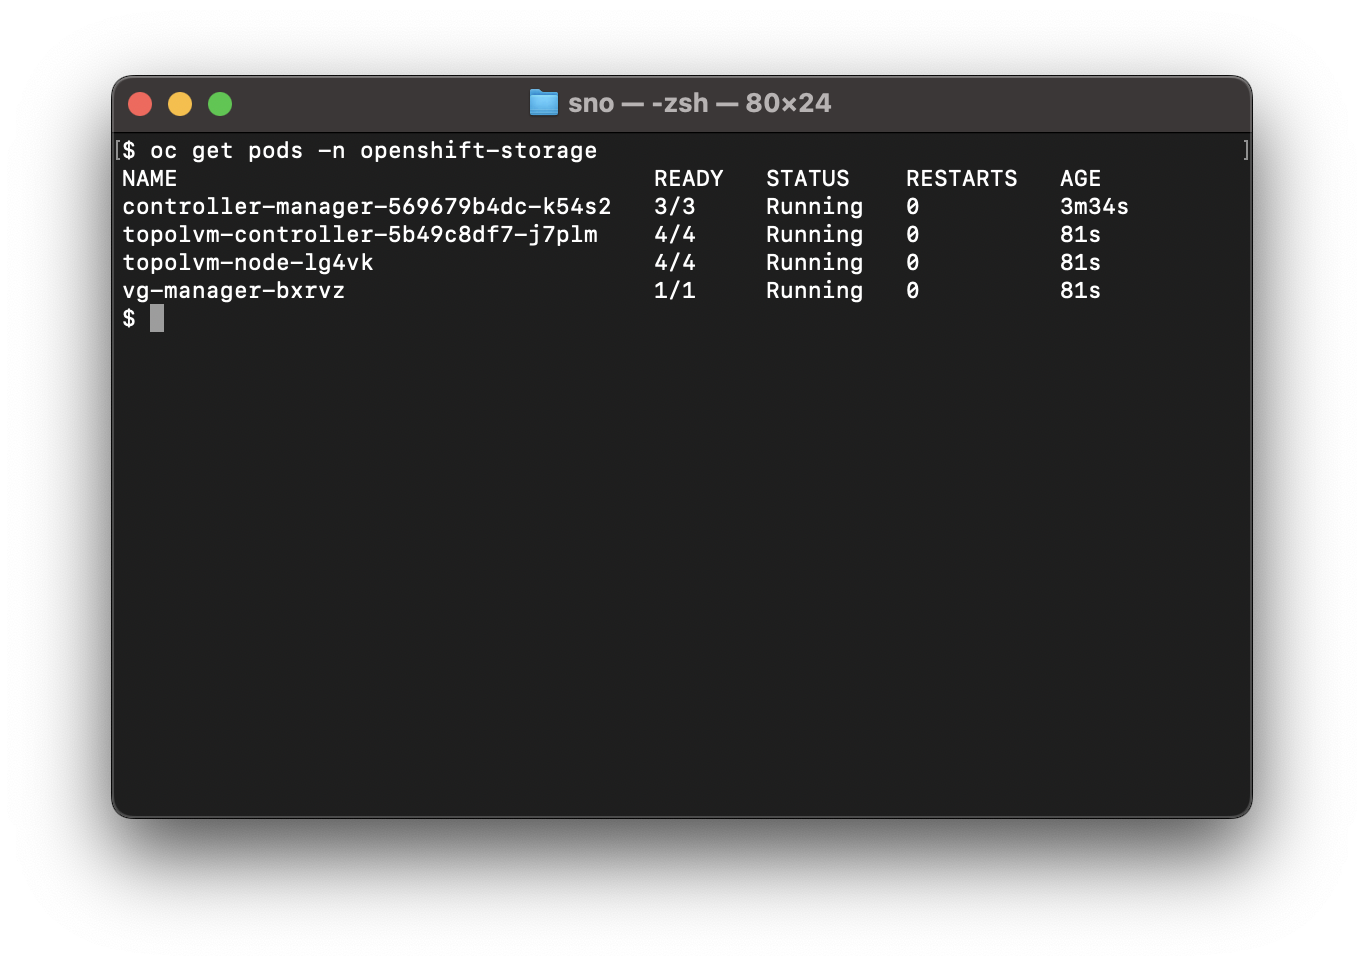 sno — -zsh — 80×24
[$ oc get pods -n openshift-storage ]
NAME READY STATUS RESTARTS AGE
controller-manager-569679b4dc-k54s2 3/3 Running 0 3m34s
topolvm-controller-5b49c8df7-j7plm 4/4 Running 0 81s
topolvm-node-lg4vk 4/4 Running 0 81s
vg-manager-bxrvz 1/1 Running 0 81s
$